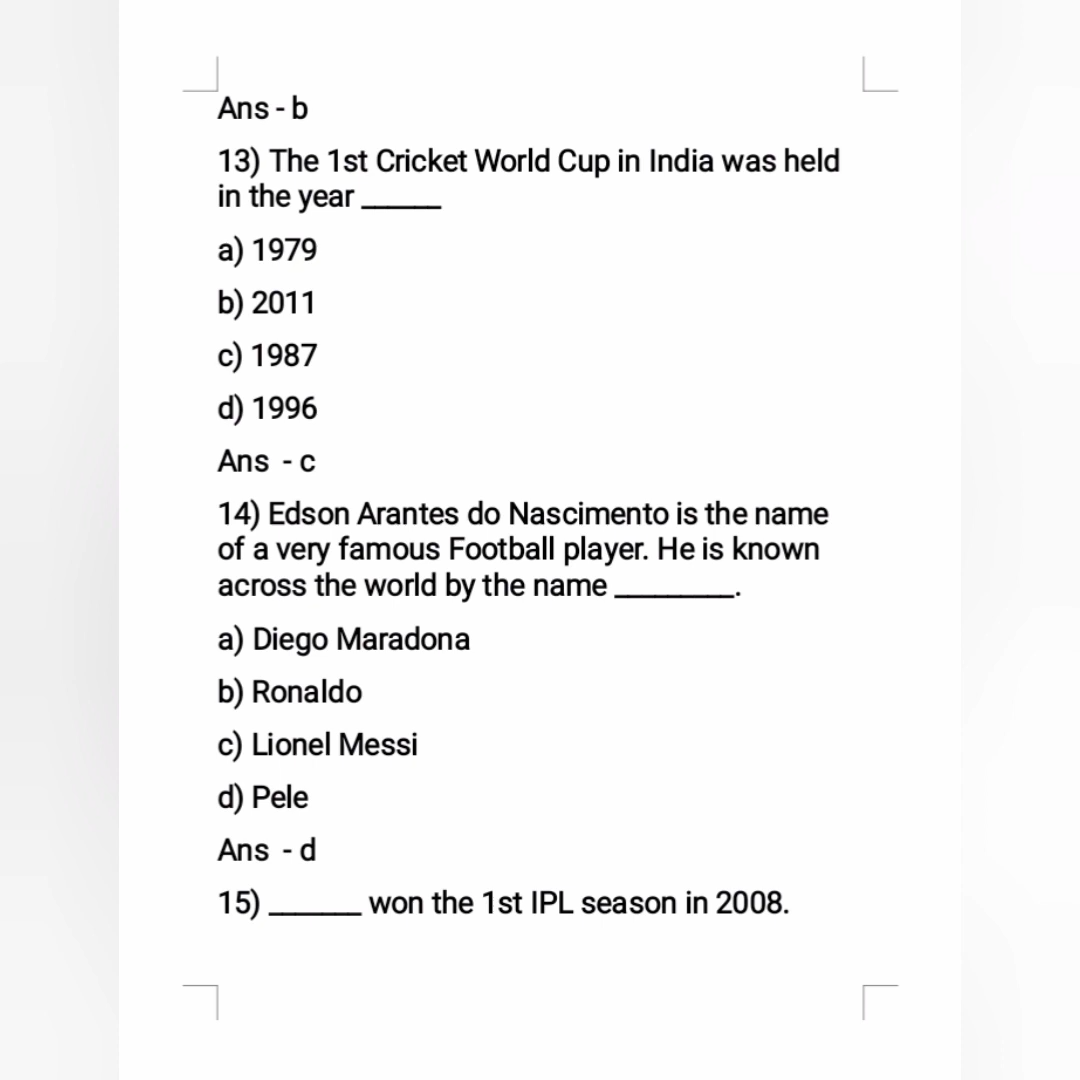 Ans - b
13) The 1st Cricket World Cup in India was held
in the year ______
a) 1979
b) 2011
c) 1987
d) 1996
Ans - c
14) Edson Arantes do Nascimento is the name
of a very famous Football player. He is known
across the world by the name _________.
a) Diego Maradona
b) Ronaldo
c) Lionel Messi
d) Pele
Ans - d
15) _______ won the 1st IPL season in 2008.